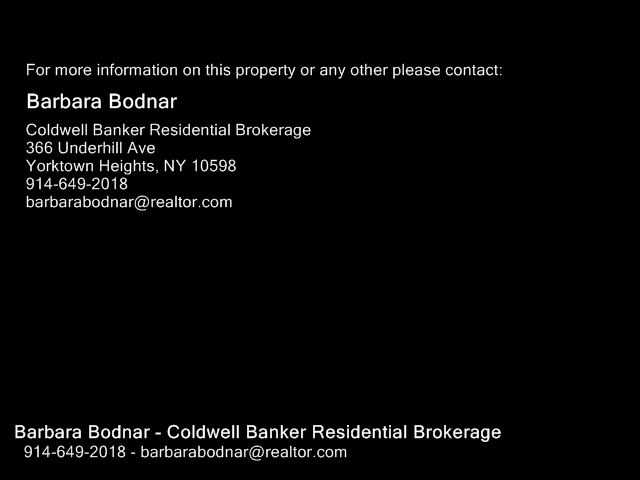 For more information on this property or any other please contact:
Barbara Bodnar
Coldwell Banker Residential Brokerage
366 Underhill Ave
Yorktown Heights, NY 10598
914-649-2018
barbarabodnar@realtor.com
Barbara Bodnar - Coldwell Banker Residential Brokerage
914-649-2018 - barbarabodnar@realtor.com